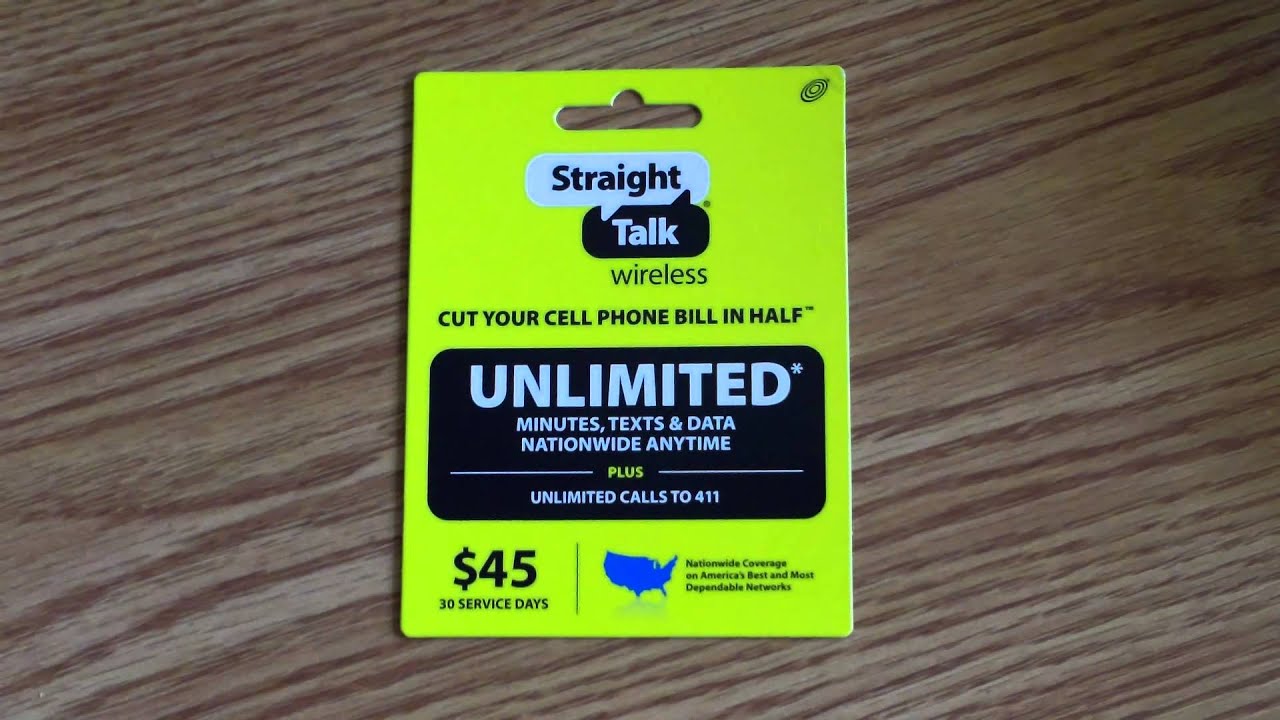 Straight
Talk®
wireless
CUT YOUR CELL PHONE BILL IN HALF™
UNLIMITED*
MINUTES, TEXTS & DATA
NATIONWIDE ANYTIME
PLUS
UNLIMITED CALLS TO 411
$45
30 SERVICE DAYS
Nationwide Coverage
on America's Best and Most
Dependable Networks